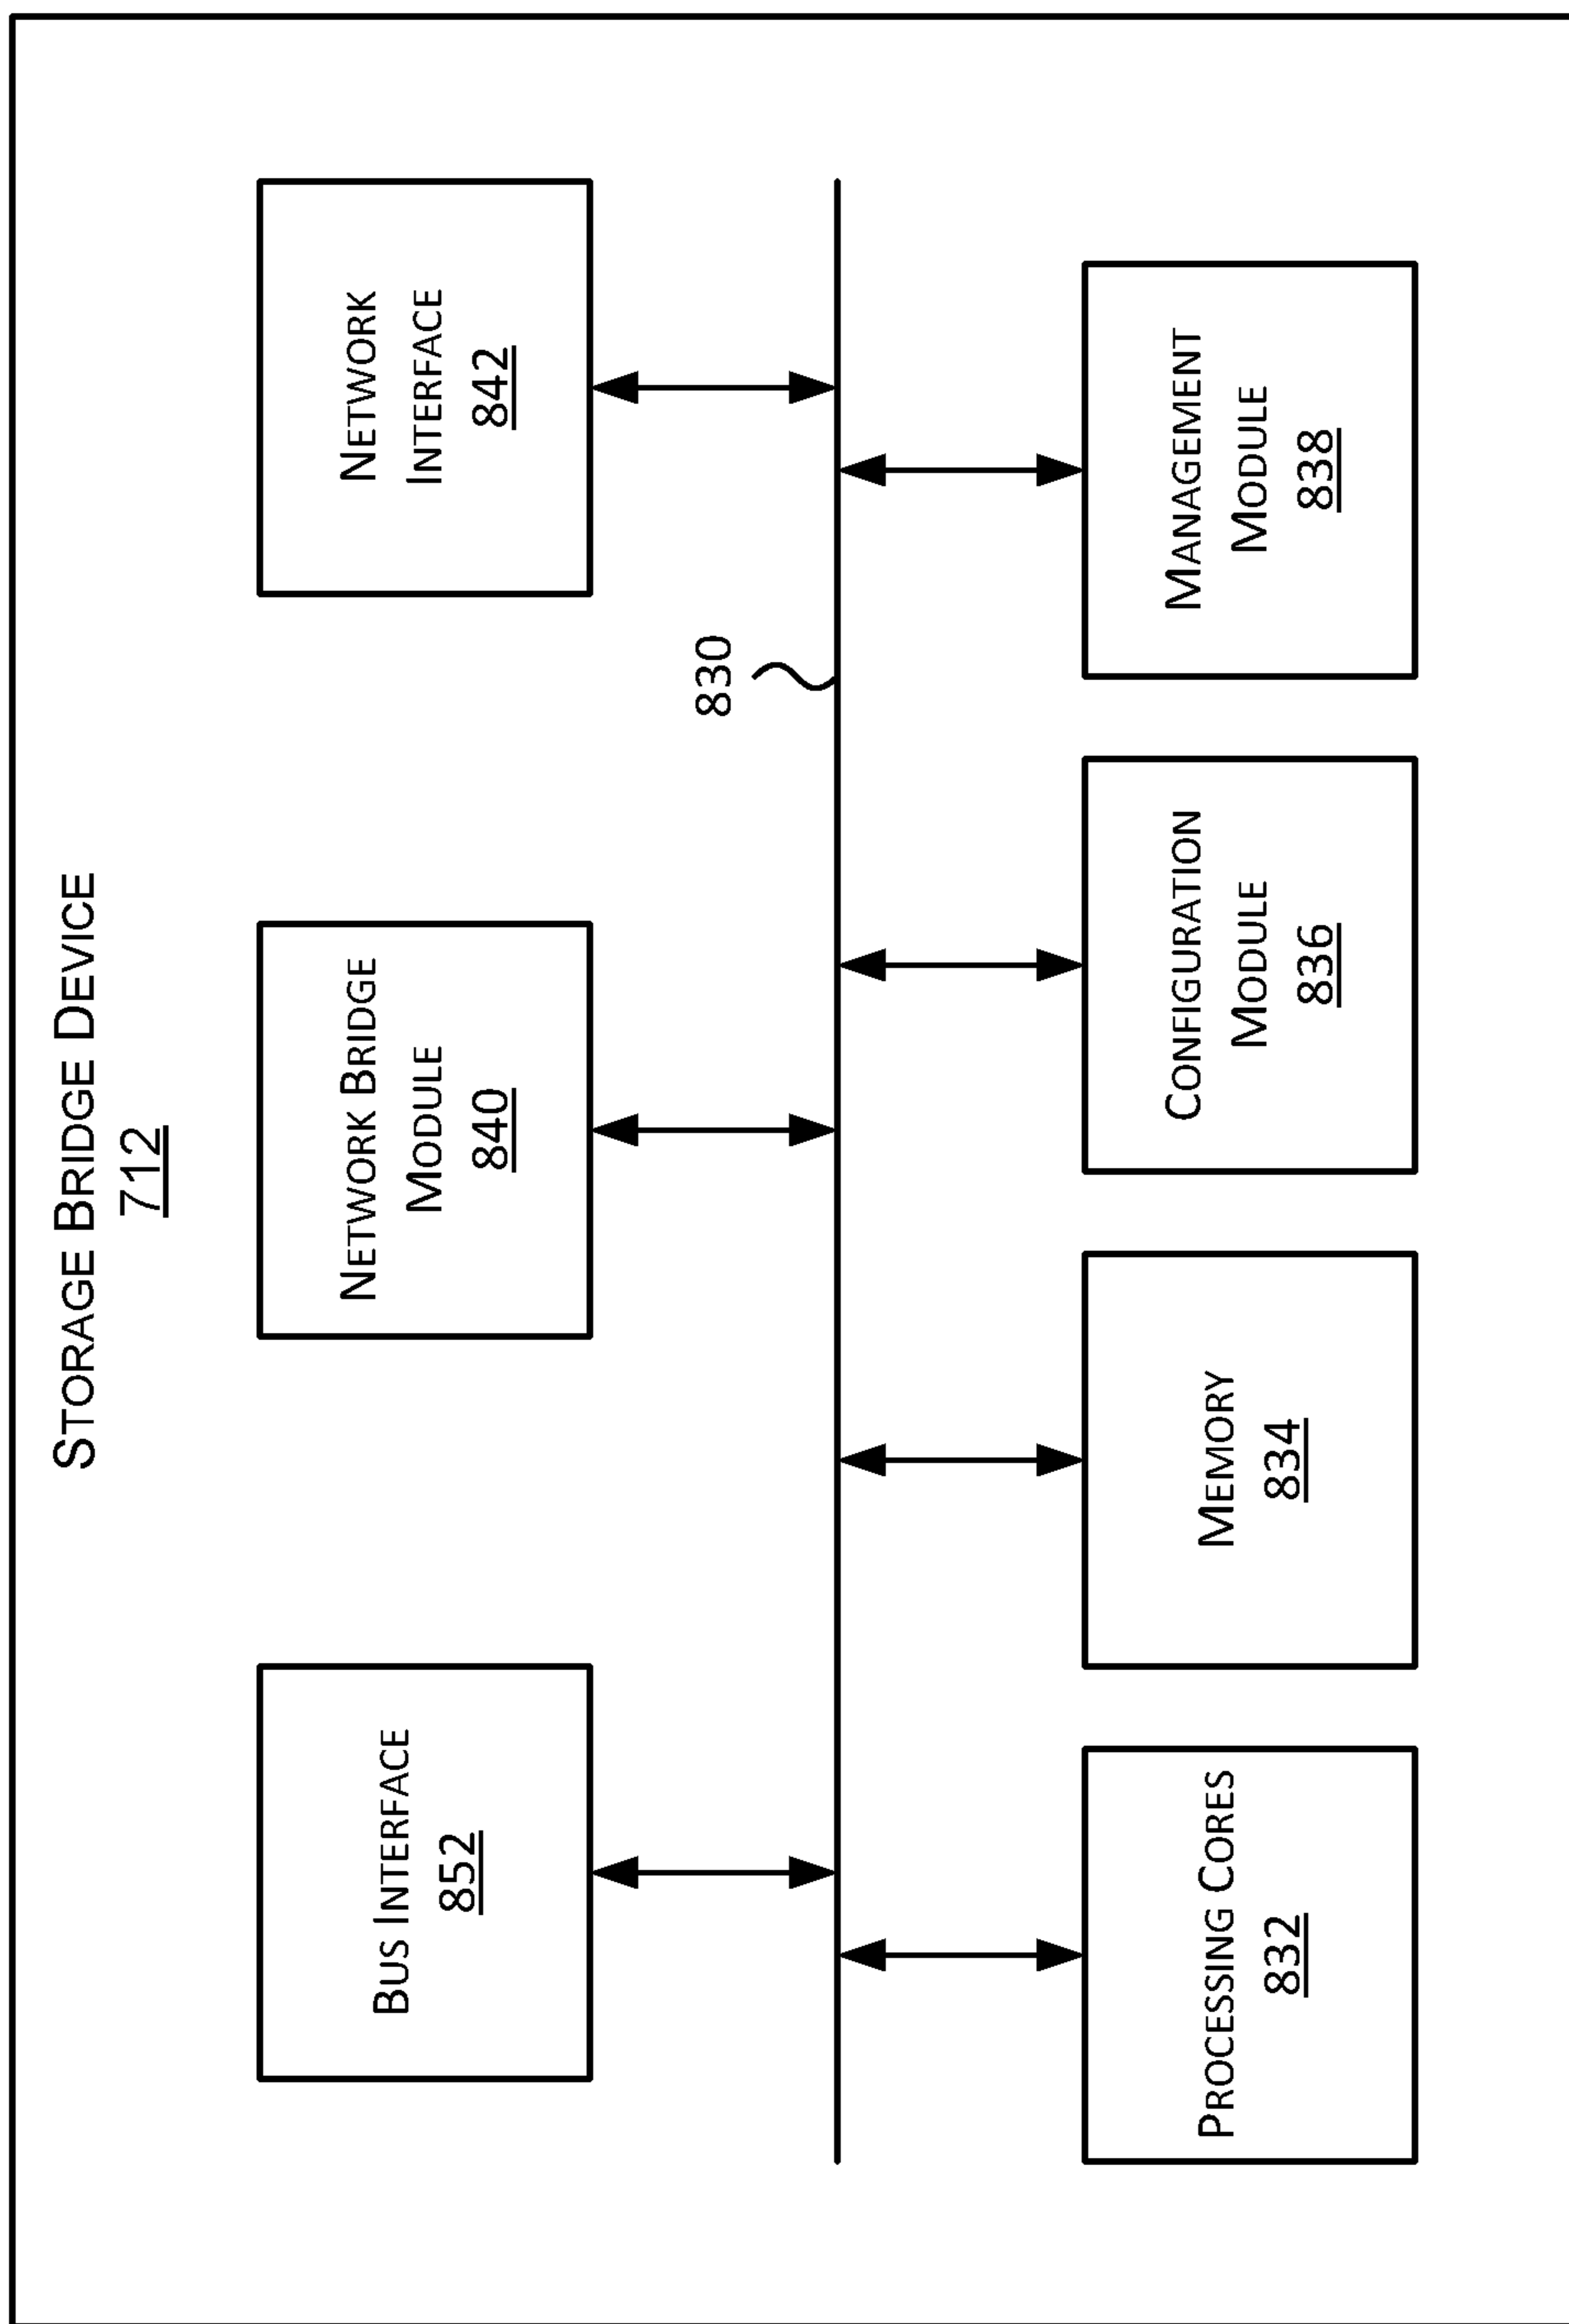 STORAGE BRIDGE DEVICE
712
BUS INTERFACE
852
NETWORK BRIDGE
MODULE
840
NETWORK
INTERFACE
842
830
PROCESSING CORES
832
MEMORY
834
CONFIGURATION
MODULE
836
MANAGEMENT
MODULE
838